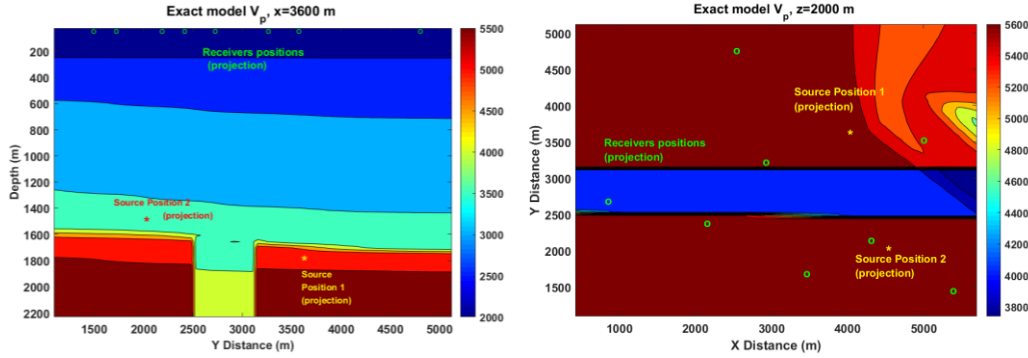 Exact model Vp, x=3600 m
Receivers positions
(projection)
Source Position 2
(projection)
Source
Position 1
(projection)
200
400
600
800
1000
1200
1400
1600
1800
2000
2200
Depth (m)
1500
2000
2500
3000
3500
4000
4500
5000
Y Distance (m)
5500
5000
4500
4000
3500
3000
2500
2000
Exact model Vp, z=2000 m
Source Position 1
(projection)
Receivers positions
(projection)
Source Position 2
(projection)
5000
4500
4000
3500
3000
2500
2000
1500
Y Distance (m)
1000
2000
3000
4000
5000
X Distance (m)
5600
5400
5200
5000
4800
4600
4400
4200
4000
3800